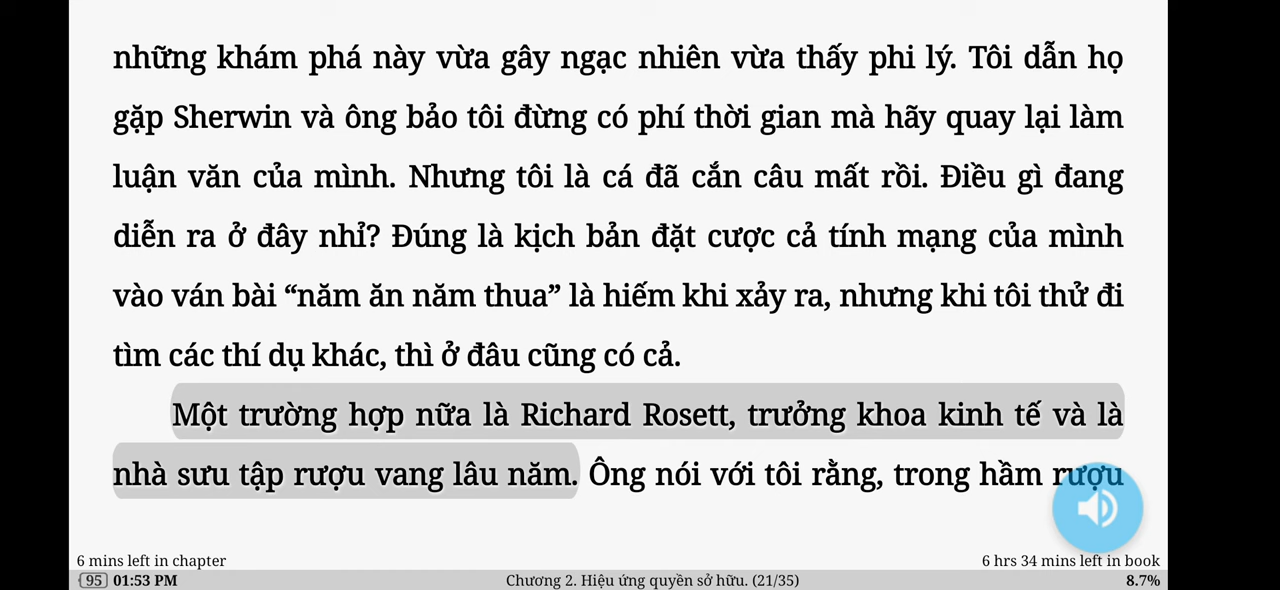 những khám phá này vừa gây ngạc nhiên vừa thấy phi lý. Tôi dẫn họ
gặp Sherwin và ông bảo tôi đừng có phí thời gian mà hãy quay lại làm
luận văn của mình. Nhưng tôi là cá đã cắn câu mất rồi. Điều gì đang
diễn ra ở đây nhỉ? Đúng là kịch bản đặt cược cả tính mạng của mình
vào ván bài “năm ăn năm thua” là hiếm khi xảy ra, nhưng khi tôi thử đi
tìm các thí dụ khác, thì ở đâu cũng có cả.
Một trường hợp nữa là Richard Rosett, trưởng khoa kinh tế và là
nhà sưu tập rượu vang lâu năm. Ông nói với tôi rằng, trong hầm rượu
6 mins left in chapter
6 hrs 34 mins left in book
95 01:53 PM
Chương 2. Hiệu ứng quyền sở hữu. (21/35)
8.7%